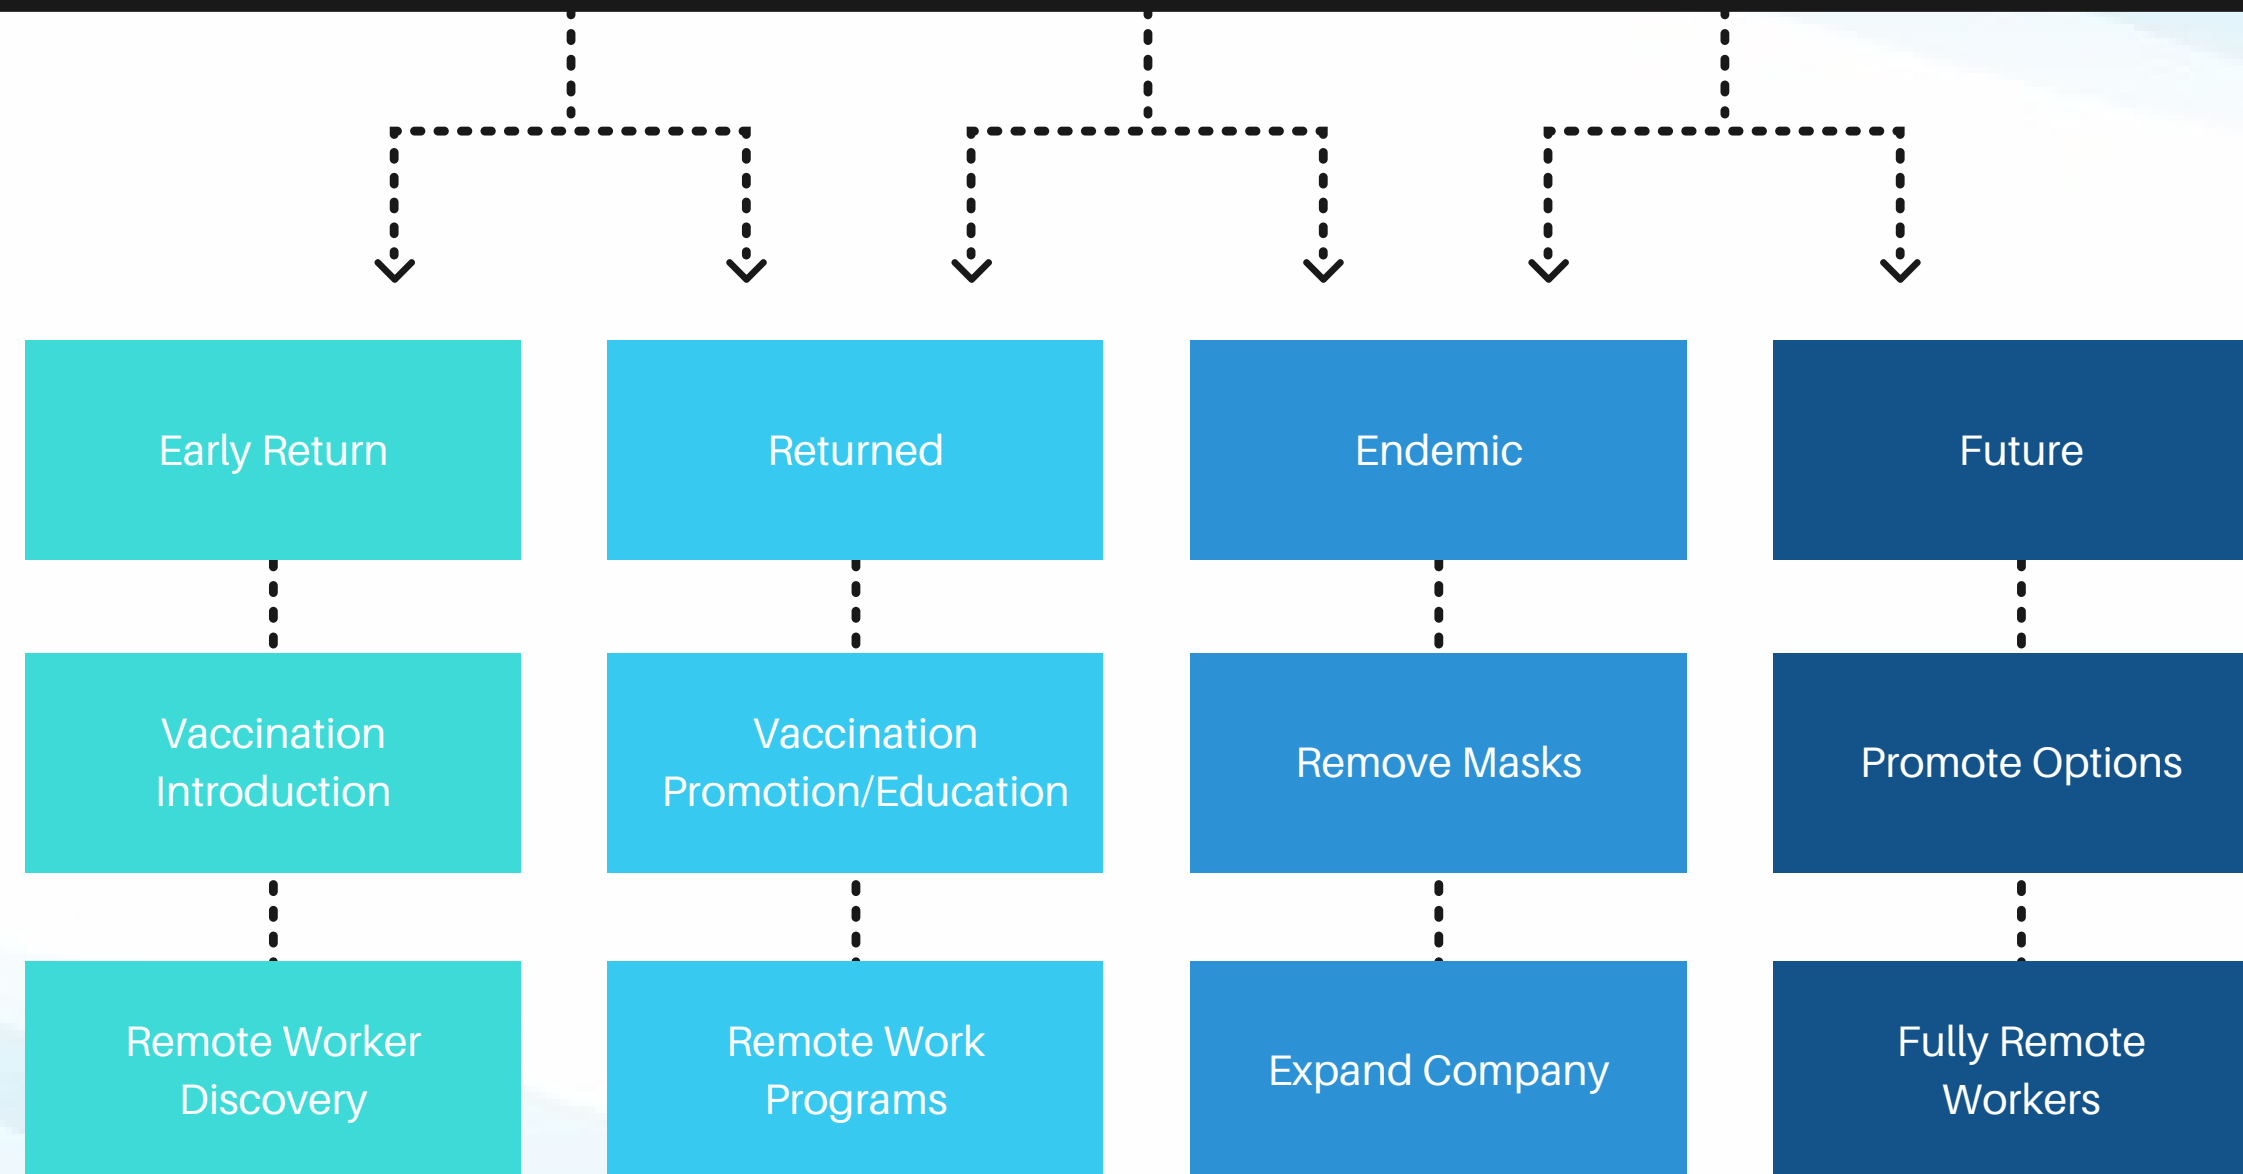 Early Return
Returned
Endemic
Future
Vaccination
Introduction
Vaccination
Promotion/Education
Remove Masks
Promote Options
Remote Worker
Discovery
Remote Work
Programs
Expand Company
Fully Remote
Workers